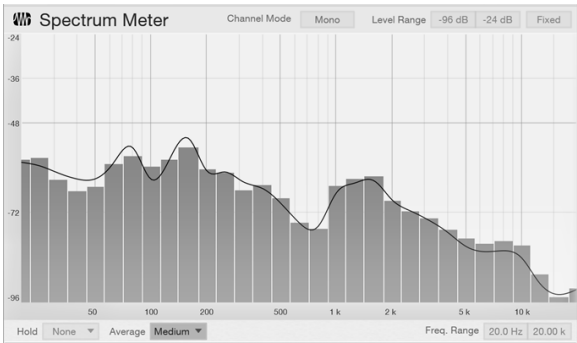 Spectrum Meter Channel Mode Mono Level Range -96 dB -24 dB Fixed
-24
-36
-48
-72
-96
50 100 200 500 1 k 2 k 5 k 10 k
Hold None Average Medium Freq. Range 20.0 Hz 20.00 k